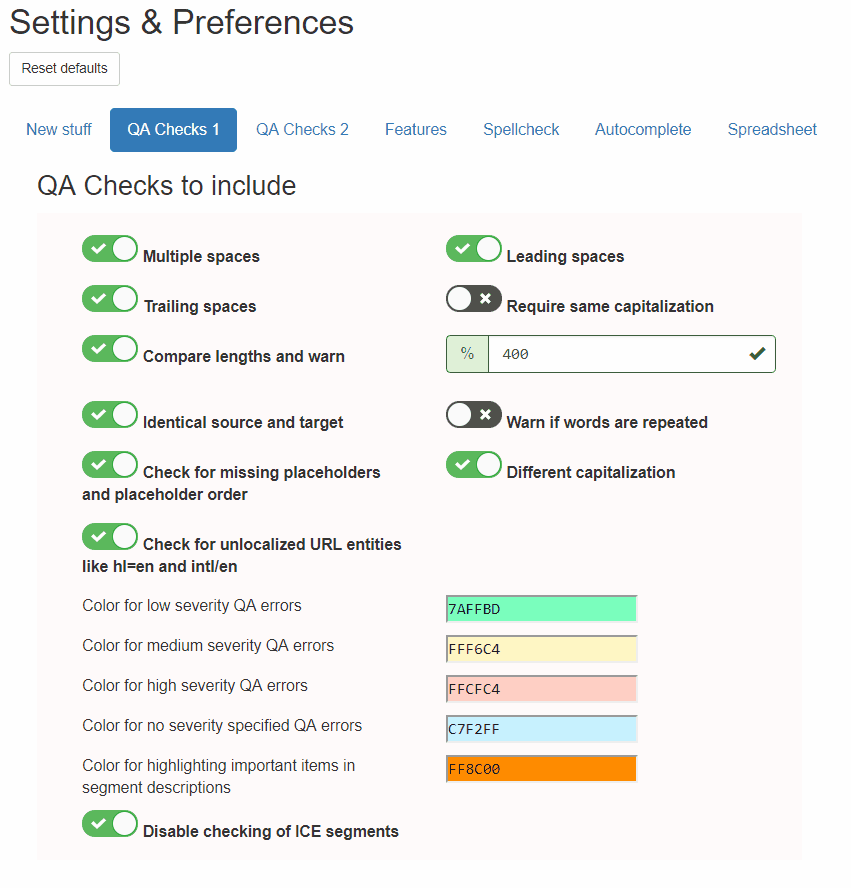 Settings & Preferences
Reset defaults
New stuff QA Checks 1 QA Checks 2 Features Spellcheck Autocomplete Spreadsheet
QA Checks to include
Multiple spaces Leading spaces
Trailing spaces Require same capitalization
Compare lengths and warn % 400
Identical source and target Warn if words are repeated
Check for missing placeholders Different capitalization
and placeholder order
Check for unlocalized URL entities
like hl=en and intl/en
Color for low severity QA errors 7AFFBD
Color for medium severity QA errors FFF6C4
Color for high severity QA errors FFCFC4
Color for no severity specified QA errors C7F2FF
Color for highlighting important items in FF8C00
segment descriptions
Disable checking of ICE segments